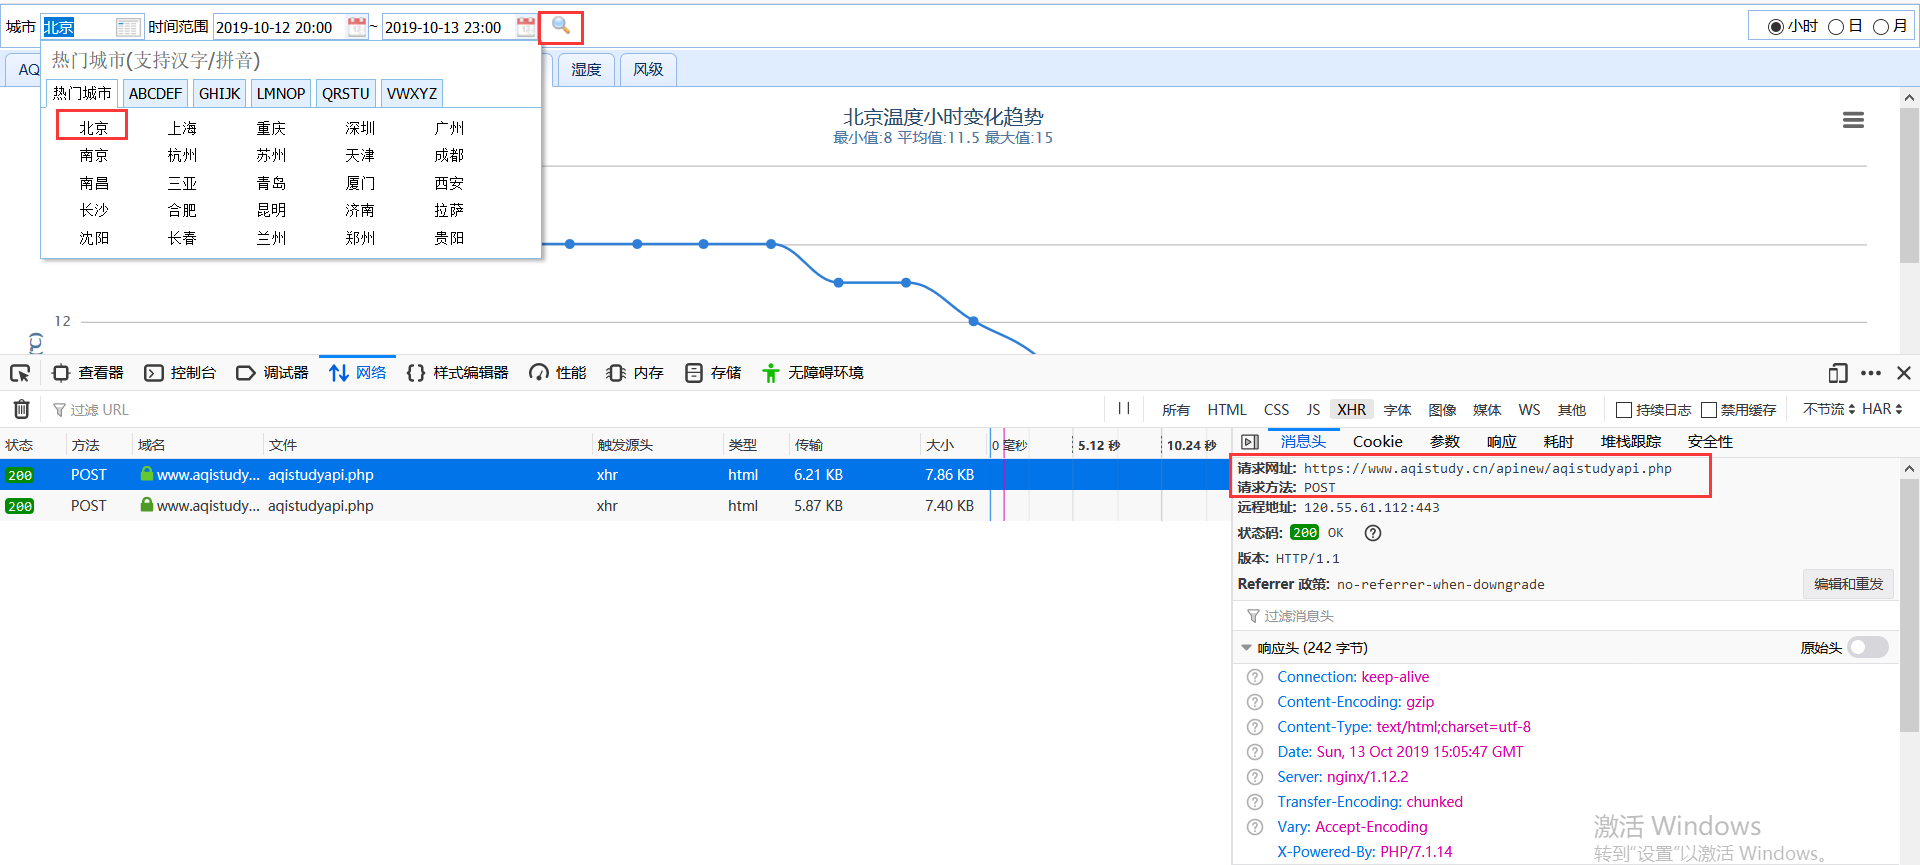 城市 北京 时间范围 2019-10-12 20:00 ~ 2019-10-13 23:00 小时 日 月
AQ 湿度 风级
热门城市(支持汉字/拼音)
热门城市 ABCDEF GHIJK LMNOP QRSTU VWXYZ
北京 上海 重庆 深圳 广州
南京 杭州 苏州 天津 成都
南昌 三亚 青岛 厦门 西安
长沙 合肥 昆明 济南 拉萨
沈阳 长春 兰州 郑州 贵阳
北京温度小时变化趋势
最小值:8 平均值:11.5 最大值:15
12
查看器 控制台 调试器 网络 样式编辑器 性能 内存 存储 无障碍环境
过滤 URL 所有 HTML CSS JS XHR 字体 图像 媒体 WS 其他 持续日志 禁用缓存 不节流 HAR
状态 方法 域名 文件 触发源头 类型 传输 大小 0 毫秒 5.12 秒 10.24 秒
200 POST www.aqistudy... aqistudyapi.php xhr html 6.21 KB 7.86 KB
200 POST www.aqistudy... aqistudyapi.php xhr html 5.87 KB 7.40 KB
消息头 Cookie 参数 响应 耗时 堆栈跟踪 安全性
请求网址: https://www.aqistudy.cn/apinew/aqistudyapi.php
请求方法: POST
远程地址: 120.55.61.112:443
状态码: 200 OK
版本: HTTP/1.1
Referrer 政策: no-referrer-when-downgrade 编辑和重发
过滤消息头
响应头 (242 字节) 原始头
Connection: keep-alive
Content-Encoding: gzip
Content-Type: text/html;charset=utf-8
Date: Sun, 13 Oct 2019 15:05:47 GMT
Server: nginx/1.12.2
Transfer-Encoding: chunked
Vary: Accept-Encoding
X-Powered-By: PHP/7.1.14
激活 Windows
转到"设置"以激活 Windows。